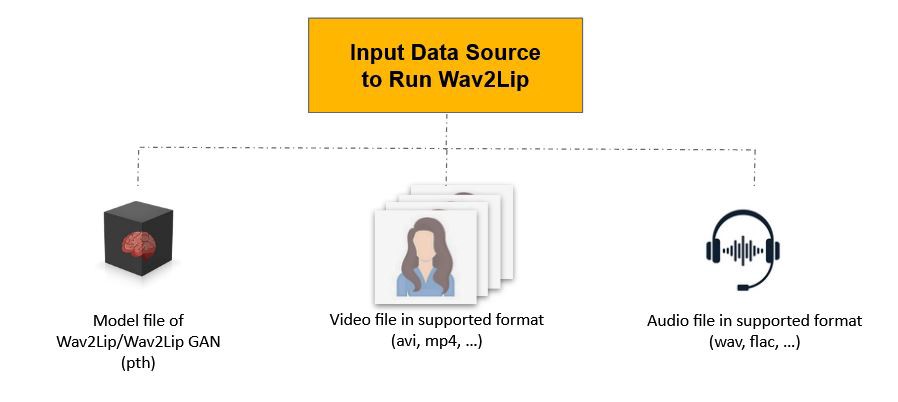 Input Data Source
to Run Wav2Lip
Model file of
Wav2Lip/Wav2Lip GAN
(pth)
Video file in supported format
(avi, mp4, ...)
Audio file in supported format
(wav, flac, ...)